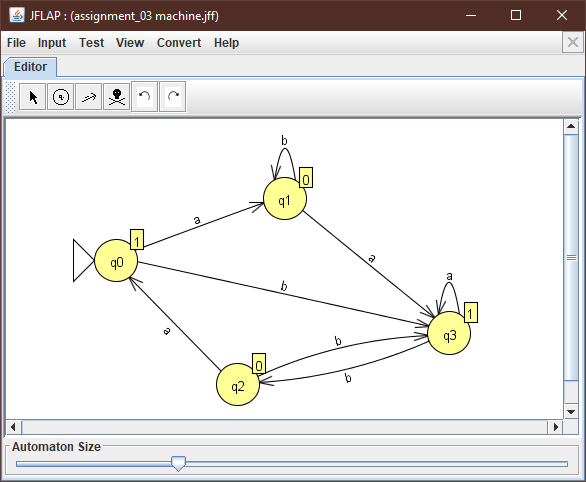 JFLAP : (assignment_03 machine.jff)
File Input Test View Convert Help
Editor
b
q1 0
a
q0 1
a
b
a
q3 1
a
b
q2 0
b
Automaton Size